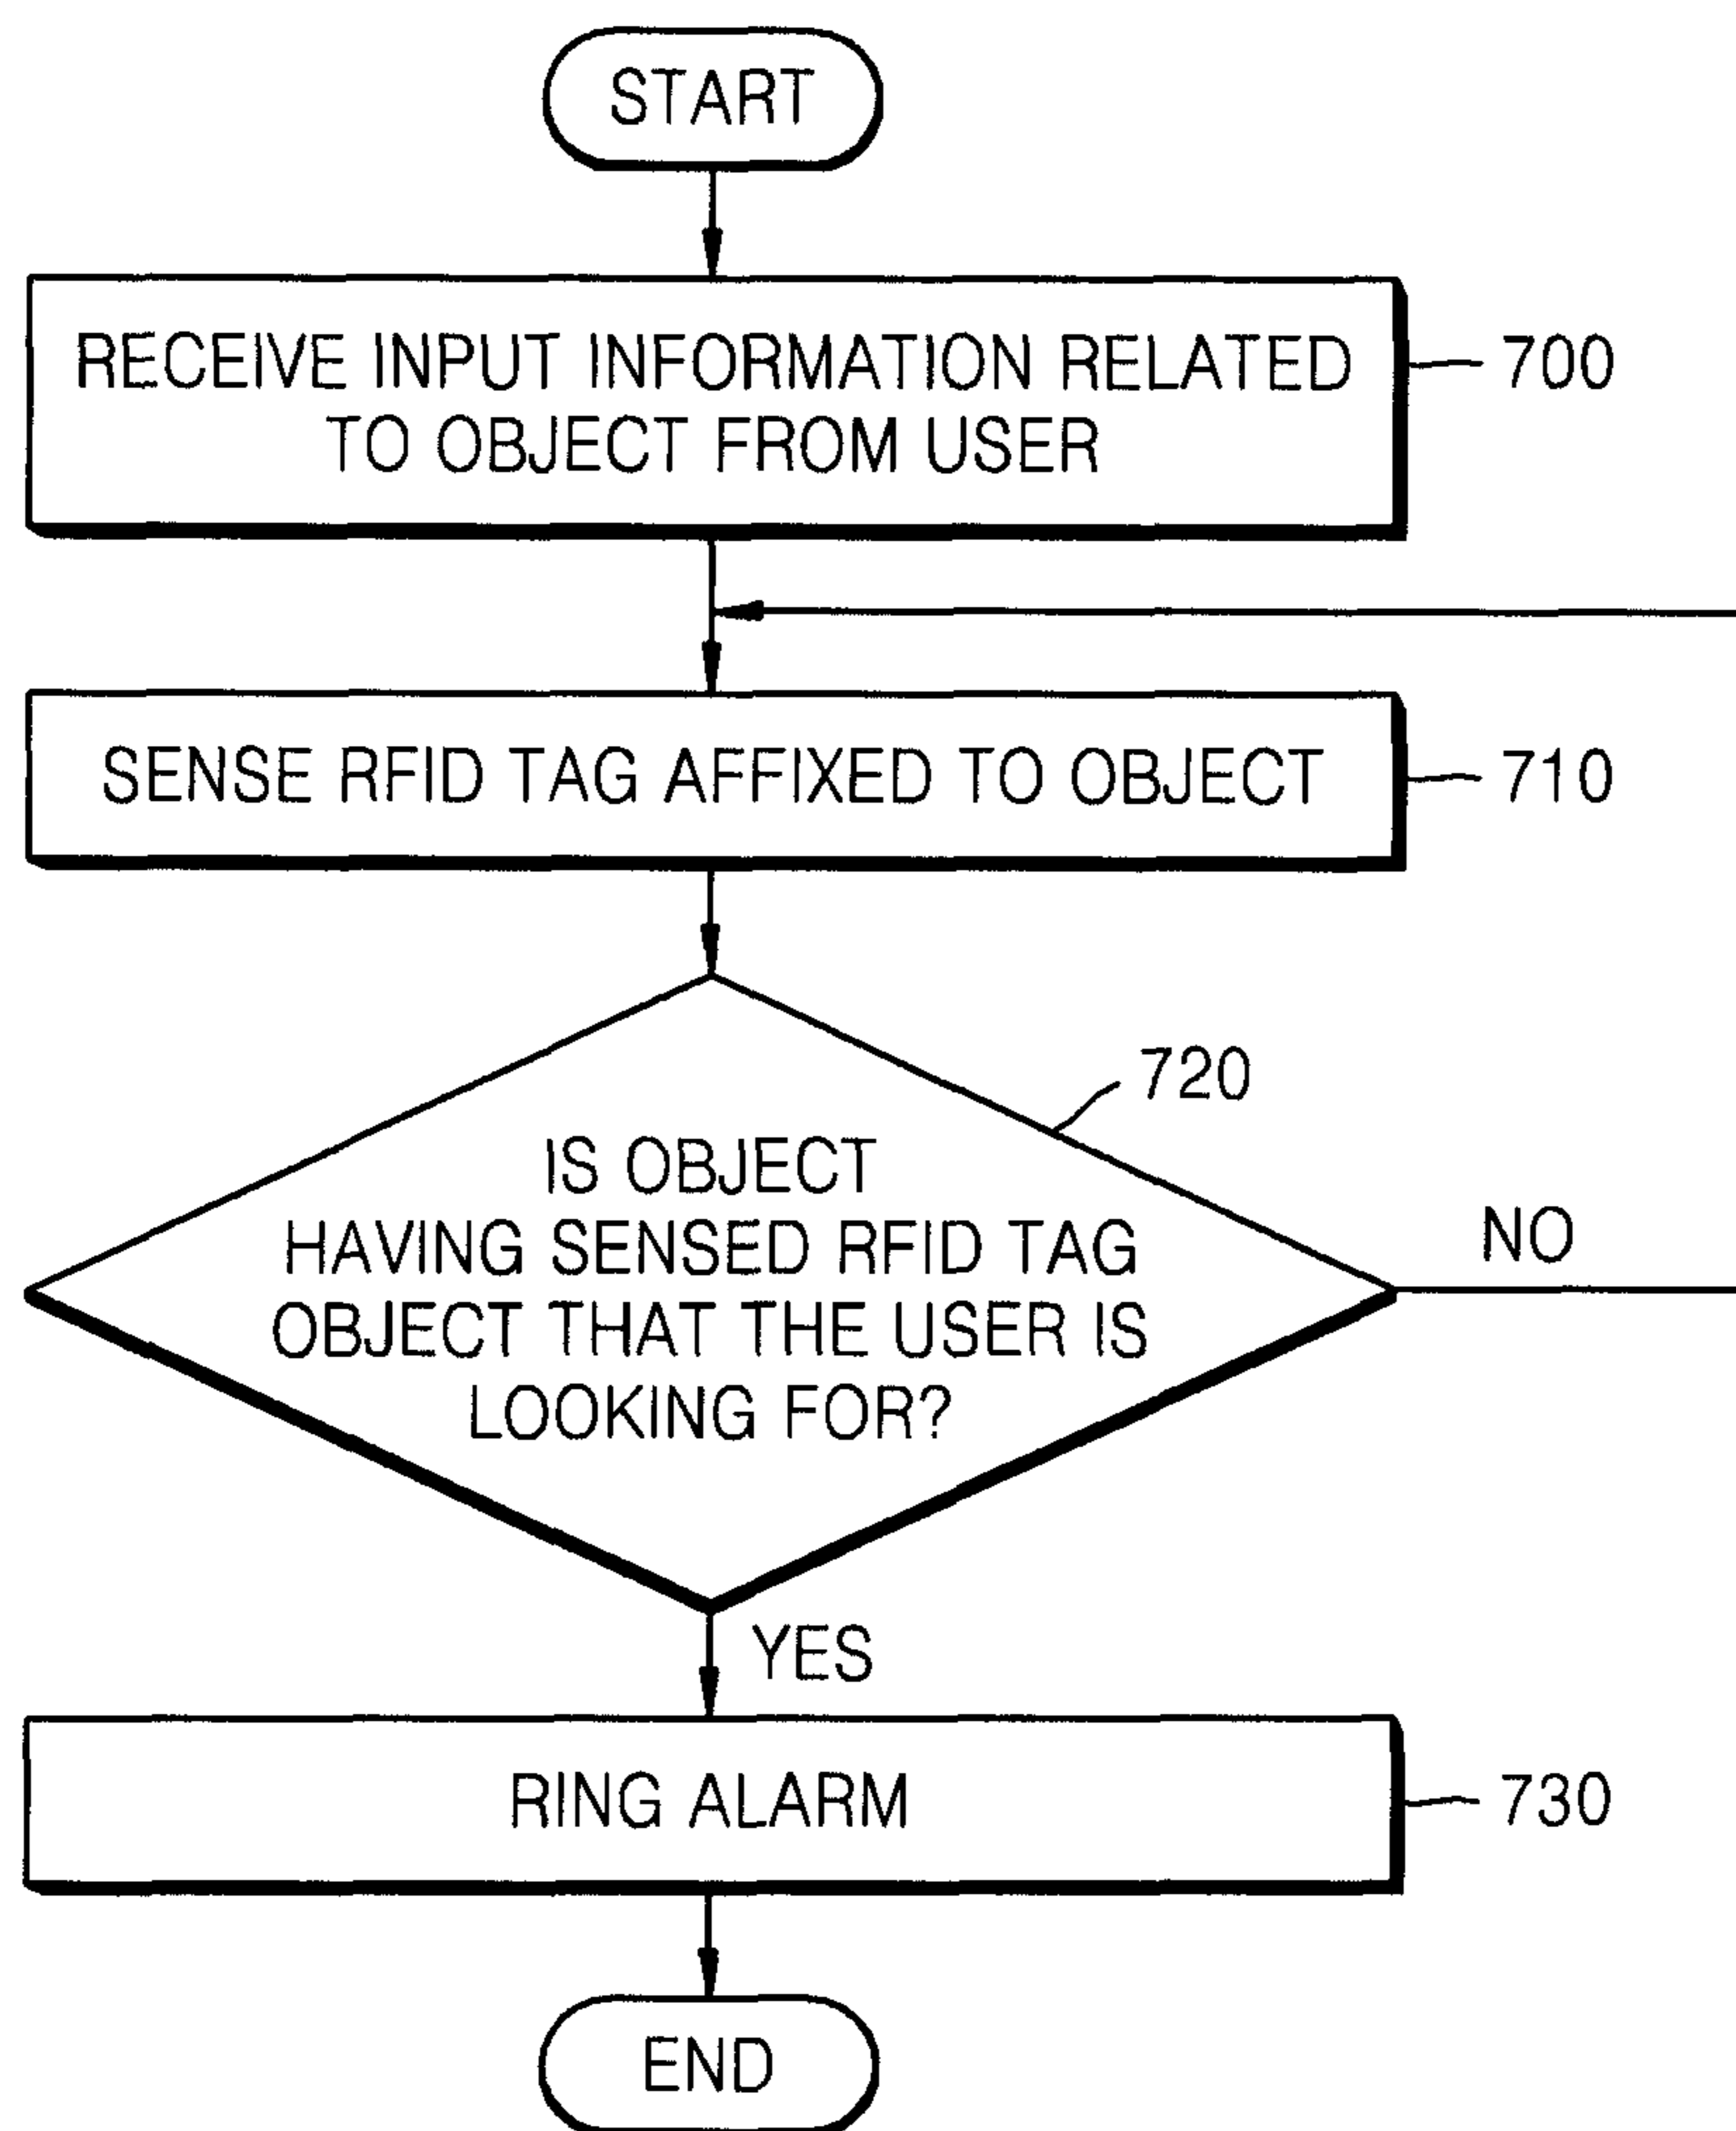 START
RECEIVE INPUT INFORMATION RELATED
TO OBJECT FROM USER
700
SENSE RFID TAG AFFIXED TO OBJECT
710
720
IS OBJECT
HAVING SENSED RFID TAG
OBJECT THAT THE USER IS
LOOKING FOR?
NO
YES
RING ALARM
730
END